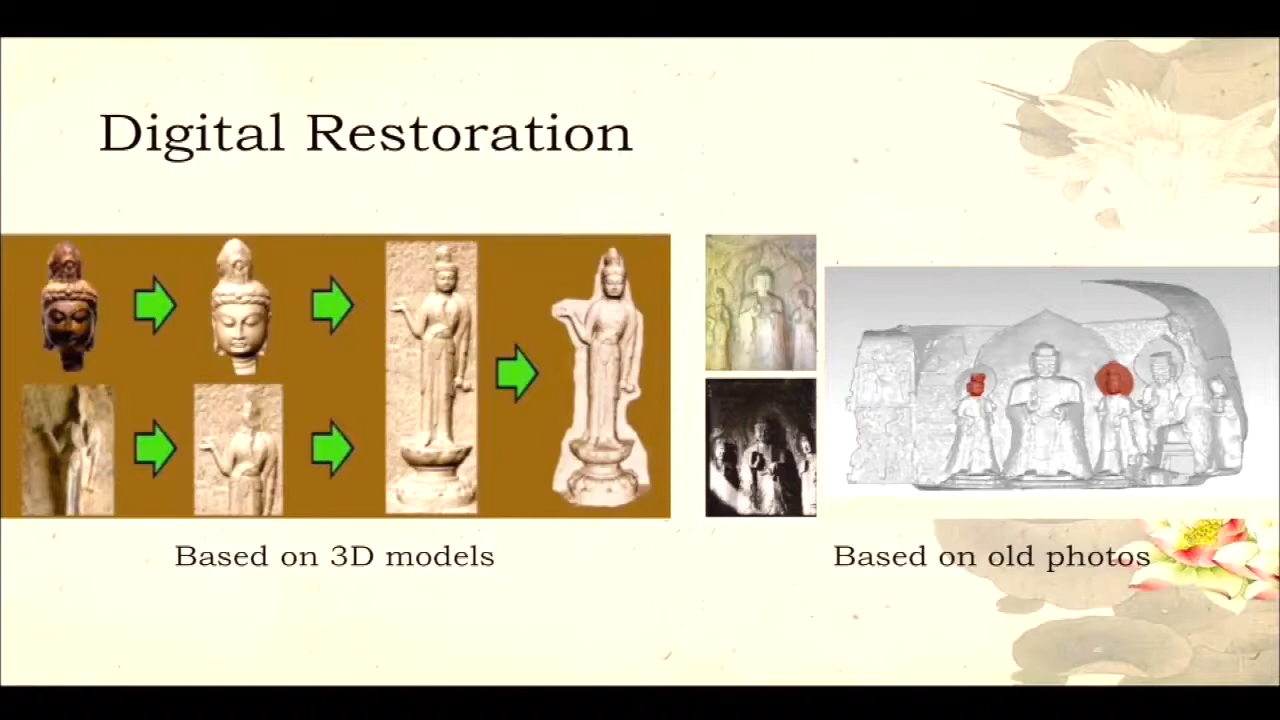 Digital Restoration
Based on 3D models
Based on old photos